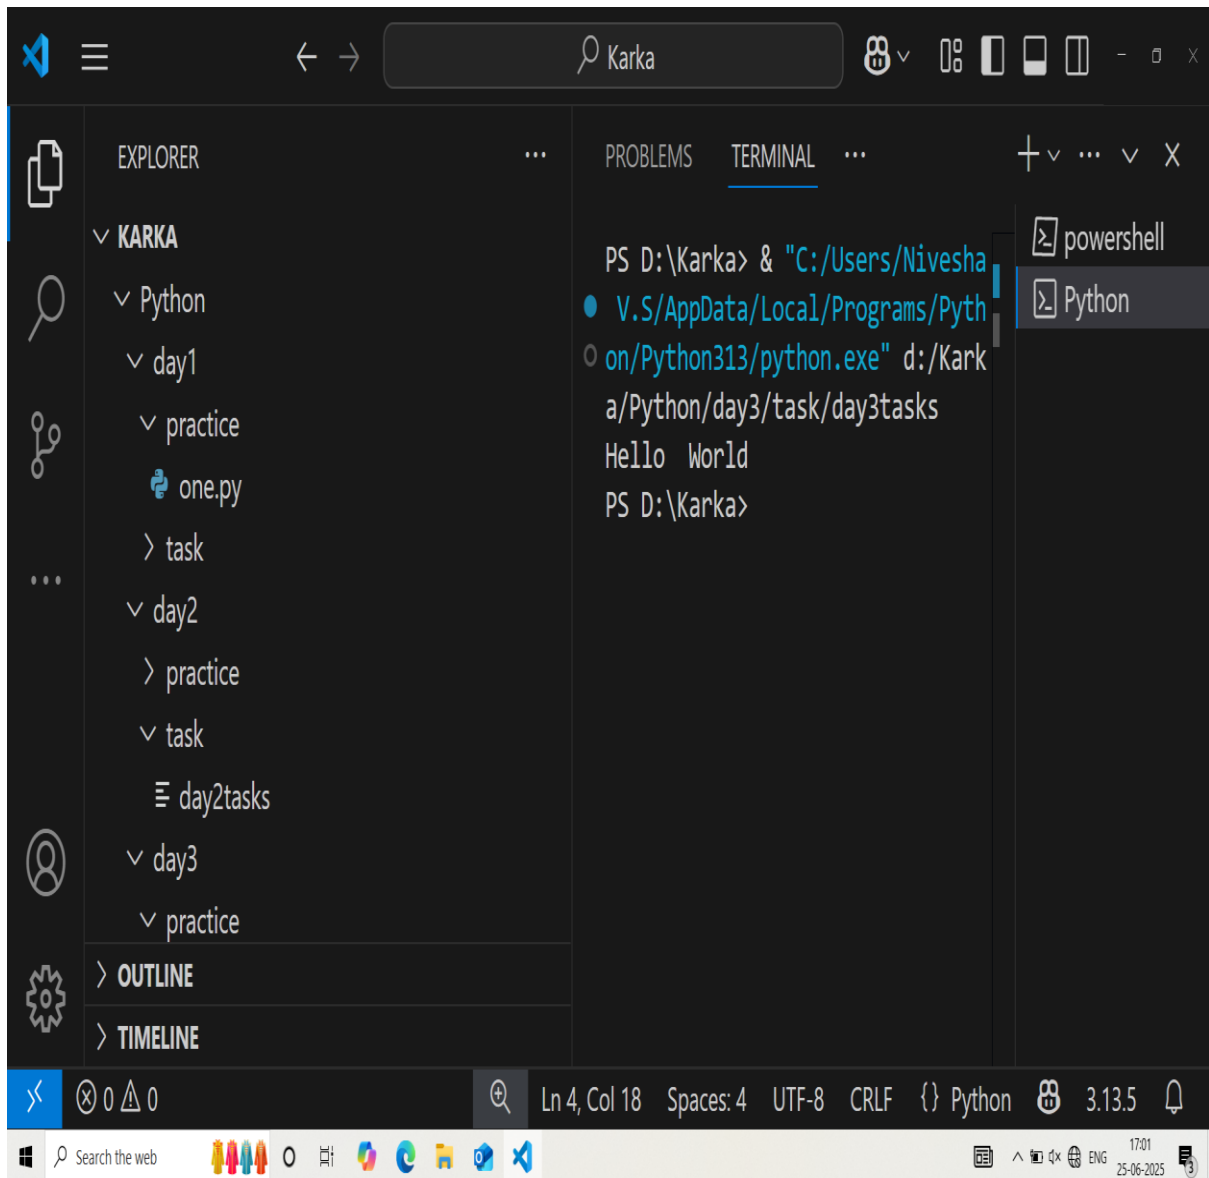 Karka
EXPLORER
KARKA
Python
day1
practice
one.py
task
day2
practice
task
day2tasks
day3
practice
OUTLINE
TIMELINE
PROBLEMS TERMINAL
PS D:\Karka> & "C:/Users/Nivesha
V.S/AppData/Local/Programs/Pyth
on/Python313/python.exe" d:/Kark
a/Python/day3/task/day3tasks
Hello  World
PS D:\Karka>
powershell
Python
0 0
Ln 4, Col 18 Spaces: 4 UTF-8 CRLF {} Python 3.13.5
Search the web
ENG
17:01
25-06-2025
3